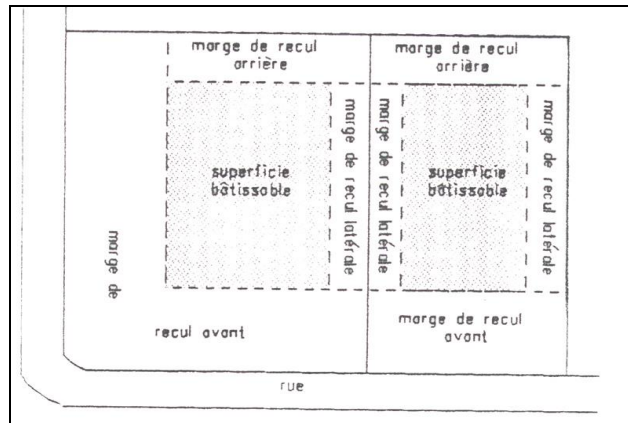 marge de recul
arrière
marge de recul
arrière
superficie
bâtissable
marge de recul latérale
marge de recul latérale
superficie
bâtissable
marge de recul latérale
marge de
recul avant
marge de recul
avant
rue